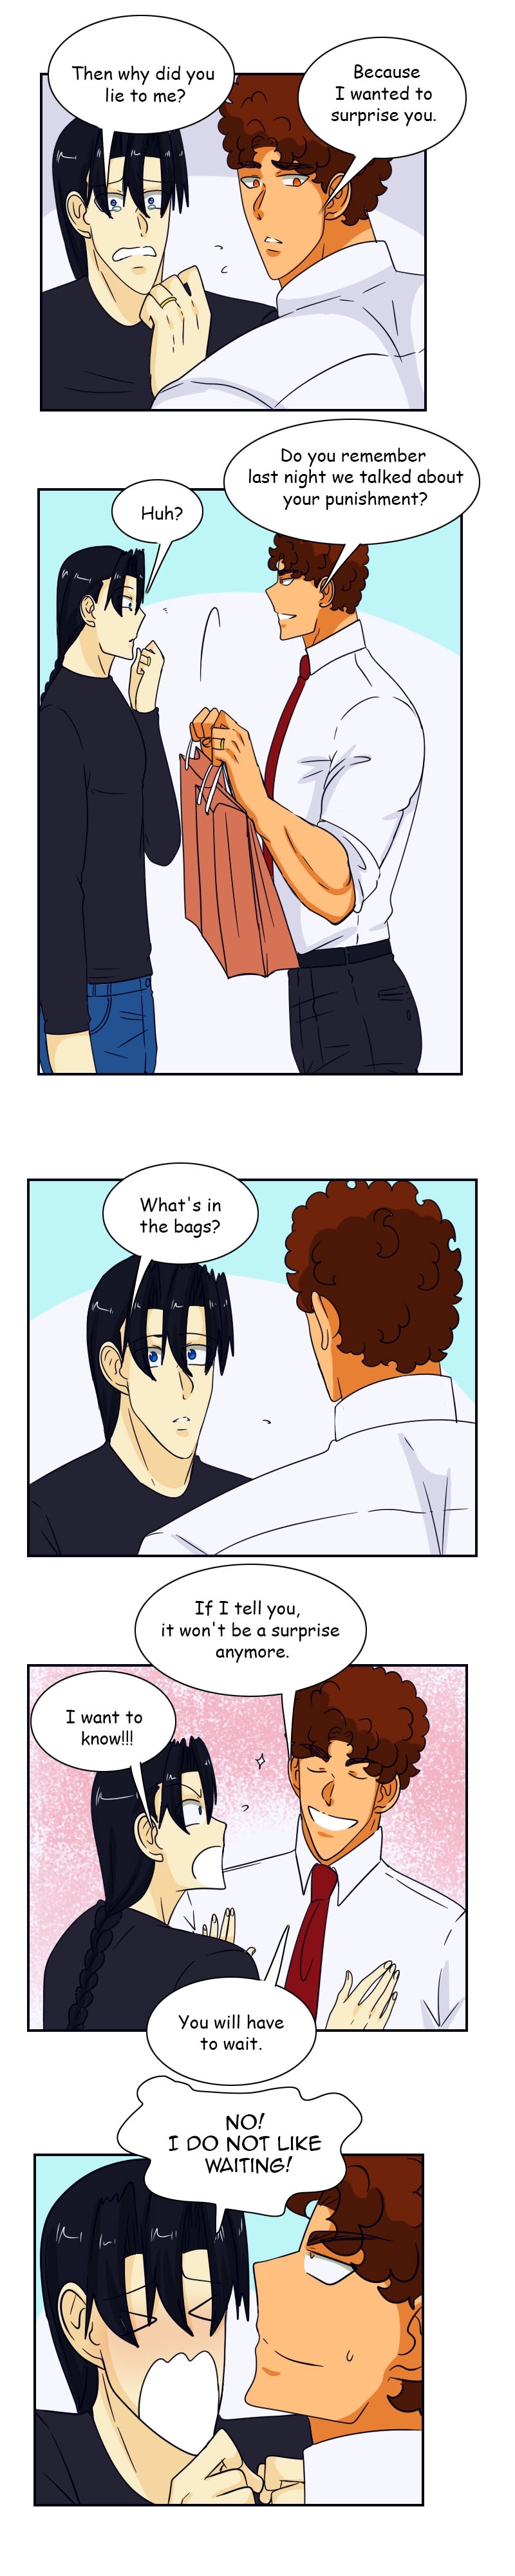 Then why did you
lie to me?
Because
I wanted to
surprise you.
Do you remember
last night we talked about
your punishment?
Huh?
What's in
the bags?
If I tell you,
it won't be a surprise
anymore.
I want to
know!!!
You will have
to wait.
NO!
I DO NOT LIKE
WAITING!